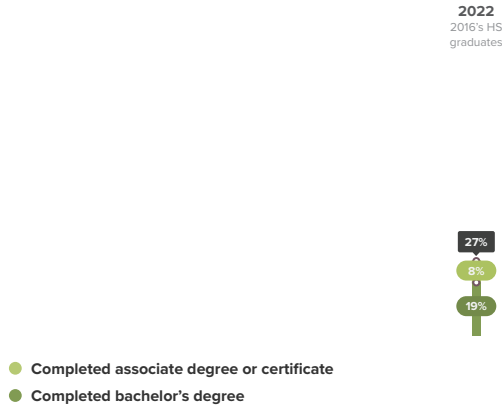 2022
2016's HS
graduates
27%
8%
19%
Completed associate degree or certificate
Completed bachelor's degree